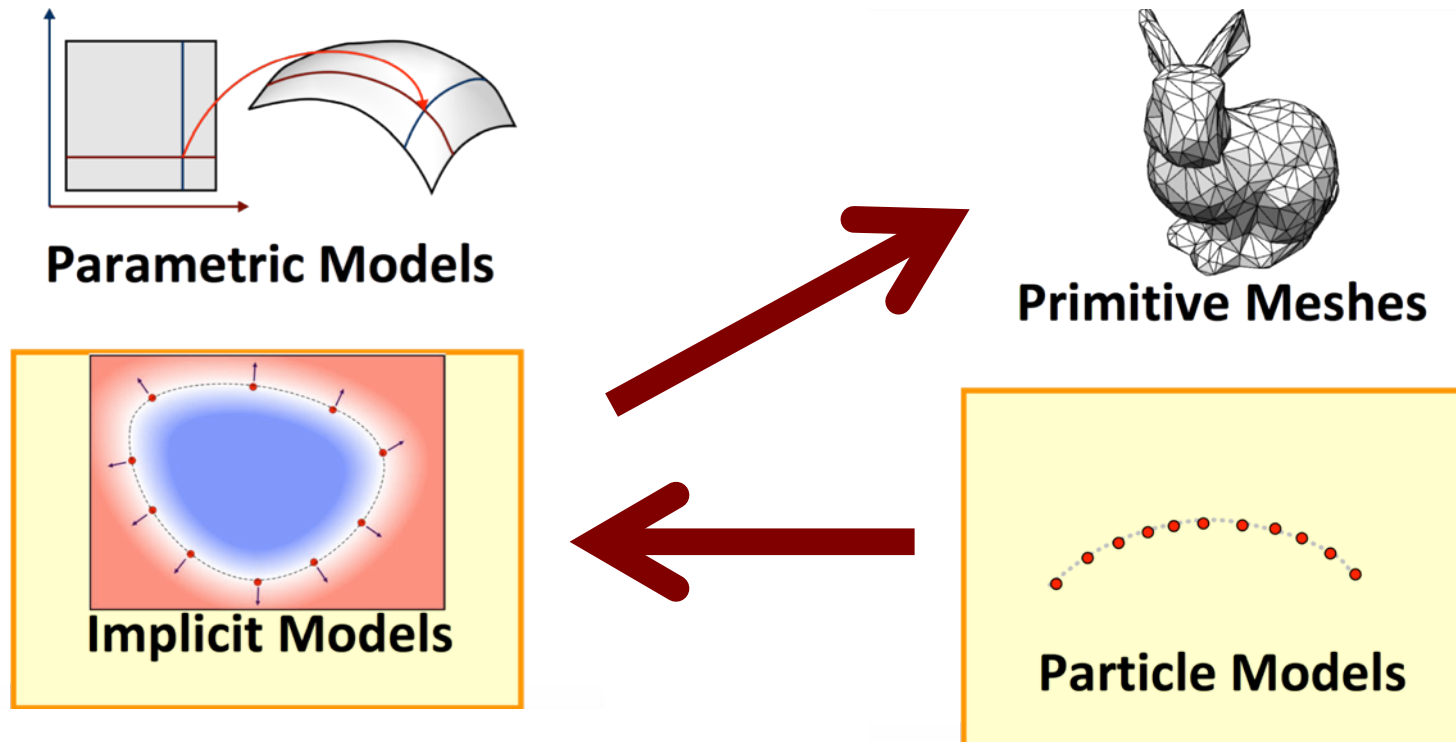 Parametric Models
Primitive Meshes
Implicit Models
Particle Models